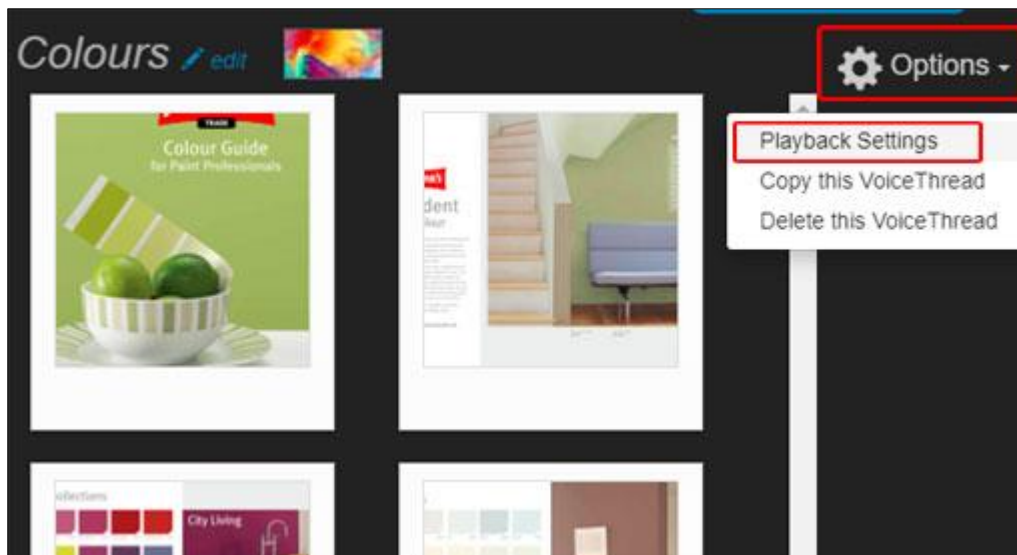 Colours edit
Options
Playback Settings
Copy this VoiceThread
Delete this VoiceThread
TRADE
Colour Guide
for Paint Professionals
dent
ollections
City Living